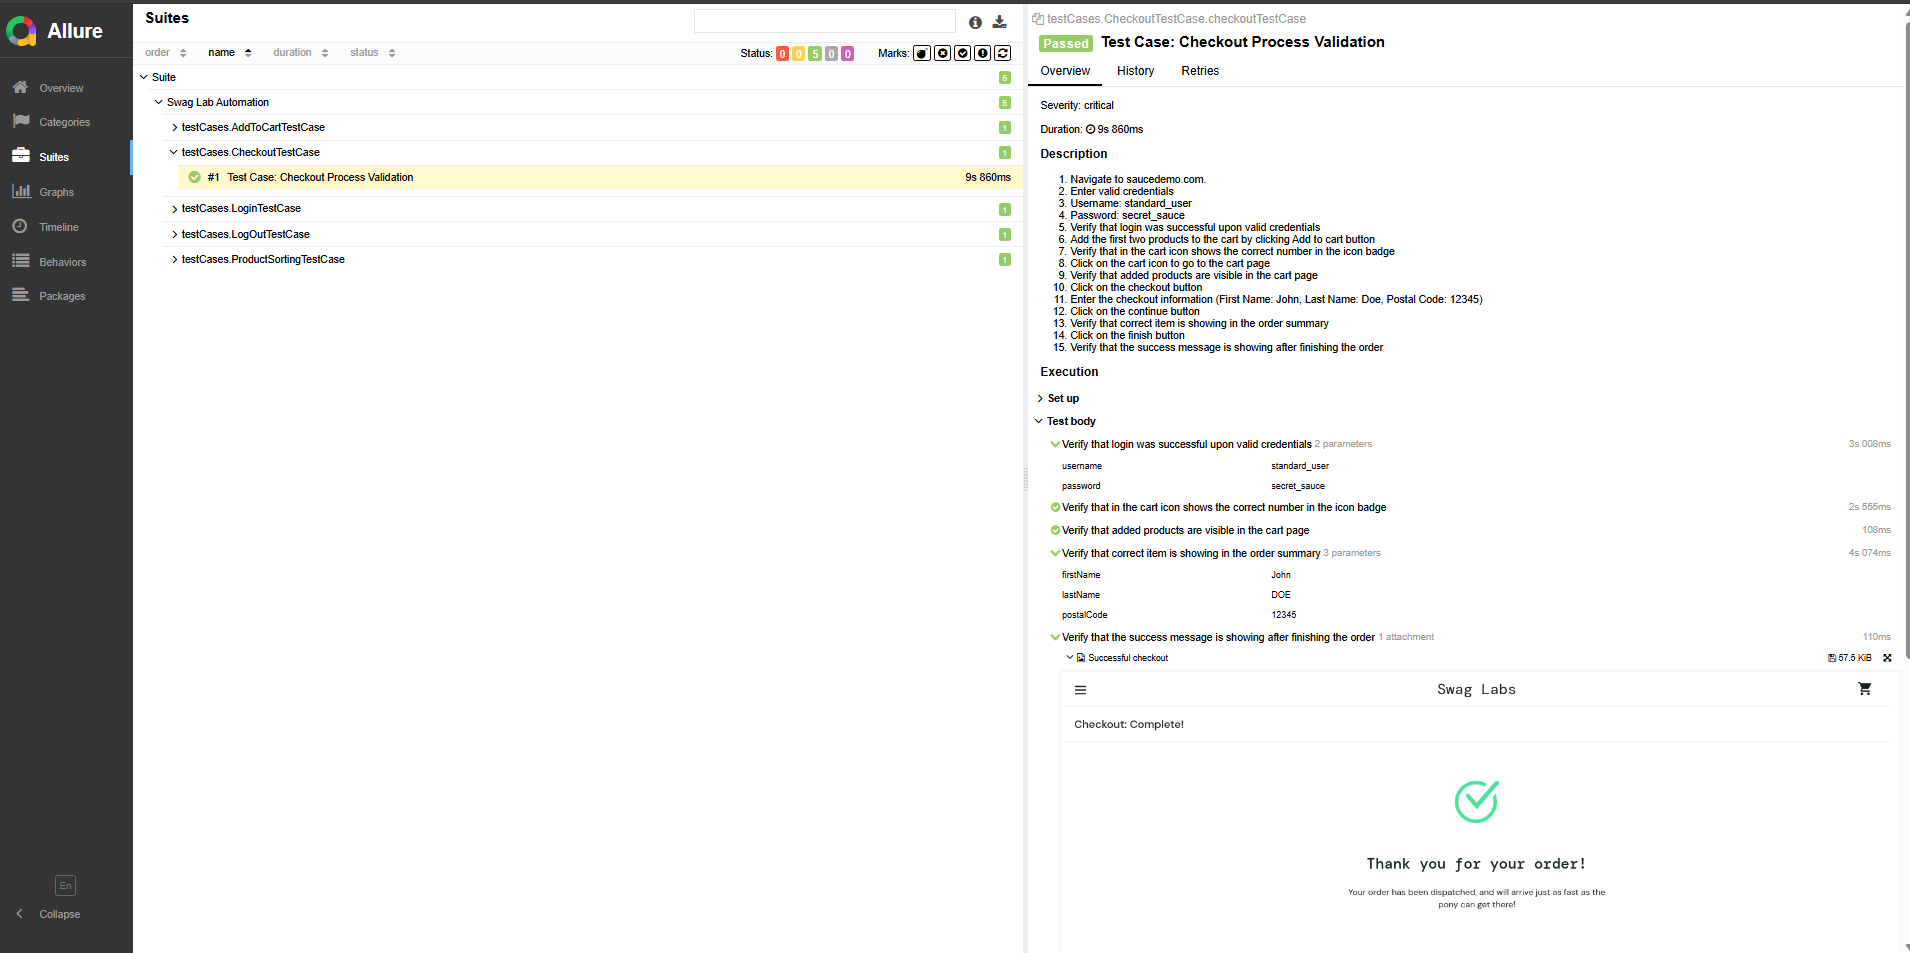 Allure
Overview
Categories
Suites
Graphs
Timeline
Behaviors
Packages
En
Collapse
Suites
order name duration status
Status: 0 0 5 0 0 Marks:
Suite 5
Swag Lab Automation 5
testCases.AddToCartTestCase 1
testCases.CheckoutTestCase 1
#1 Test Case: Checkout Process Validation 9s 860ms
testCases.LoginTestCase 1
testCases.LogOutTestCase 1
testCases.ProductSortingTestCase 1
testCases.CheckoutTestCase.checkoutTestCase
Passed Test Case: Checkout Process Validation
Overview History Retries
Severity: critical
Duration: 9s 860ms
Description
1. Navigate to saucedemo.com.
2. Enter valid credentials
3. Username: standard_user
4. Password: secret_sauce
5. Verify that login was successful upon valid credentials
6. Add the first two products to the cart by clicking Add to cart button
7. Verify that in the cart icon shows the correct number in the icon badge
8. Click on the cart icon to go to the cart page
9. Verify that added products are visible in the cart page
10. Click on the checkout button
11. Enter the checkout information (First Name: John, Last Name: Doe, Postal Code: 12345)
12. Click on the continue button
13. Verify that correct item is showing in the order summary
14. Click on the finish button
15. Verify that the success message is showing after finishing the order
Execution
Set up
Test body
Verify that login was successful upon valid credentials 2 parameters 3s 008ms
username standard_user
password secret_sauce
Verify that in the cart icon shows the correct number in the icon badge 2s 555ms
Verify that added products are visible in the cart page 108ms
Verify that correct item is showing in the order summary 3 parameters 4s 074ms
firstName John
lastName DOE
postalCode 12345
Verify that the success message is showing after finishing the order 1 attachment 110ms
Successful checkout 57.5 KiB
Swag Labs
Checkout: Complete!
Thank you for your order!
Your order has been dispatched, and will arrive just as fast as the
pony can get there!